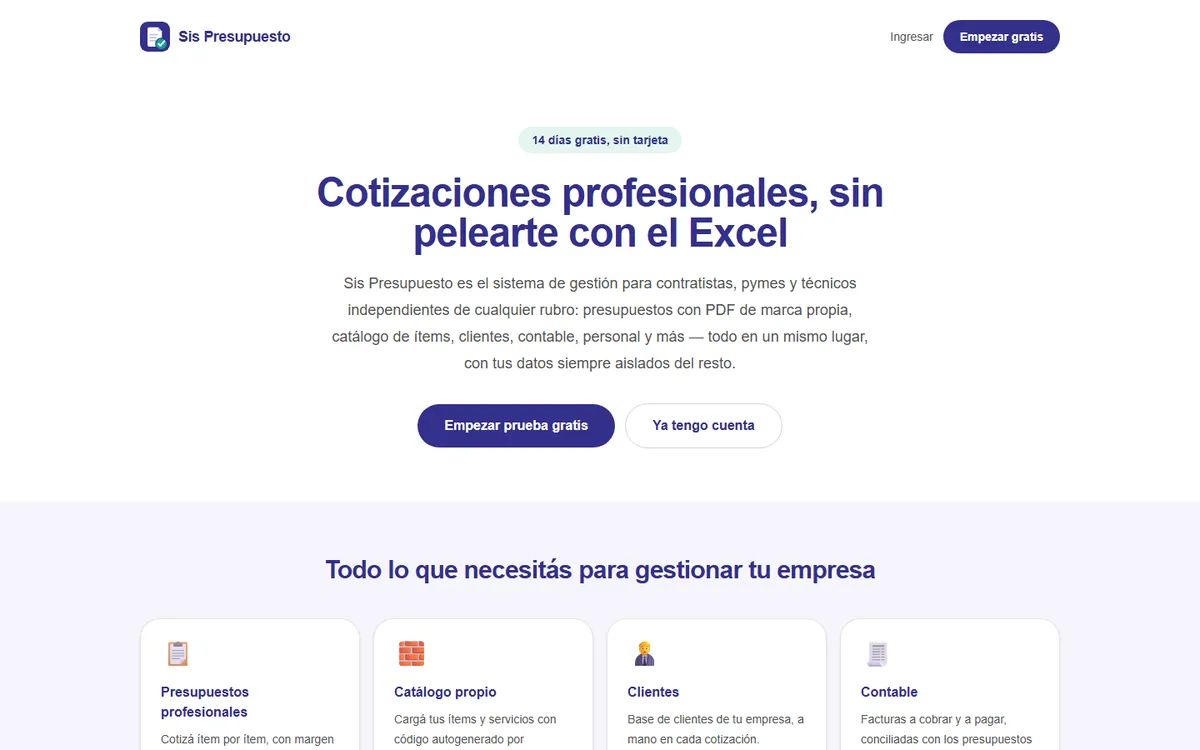 Sis Presupuesto
Ingresar
Empezar gratis
14 días gratis, sin tarjeta
Cotizaciones profesionales, sin
pelearte con el Excel
Sis Presupuesto es el sistema de gestión para contratistas, pymes y técnicos
independientes de cualquier rubro: presupuestos con PDF de marca propia,
catálogo de ítems, clientes, contable, personal y más — todo en un mismo lugar,
con tus datos siempre aislados del resto.
Empezar prueba gratis
Ya tengo cuenta
Todo lo que necesitás para gestionar tu empresa
Presupuestos
profesionales
Cotizá ítem por ítem, con margen
Catálogo propio
Cargá tus ítems y servicios con
código autogenerado por
Clientes
Base de clientes de tu empresa, a
mano en cada cotización.
Contable
Facturas a cobrar y a pagar,
conciliadas con los presupuestos